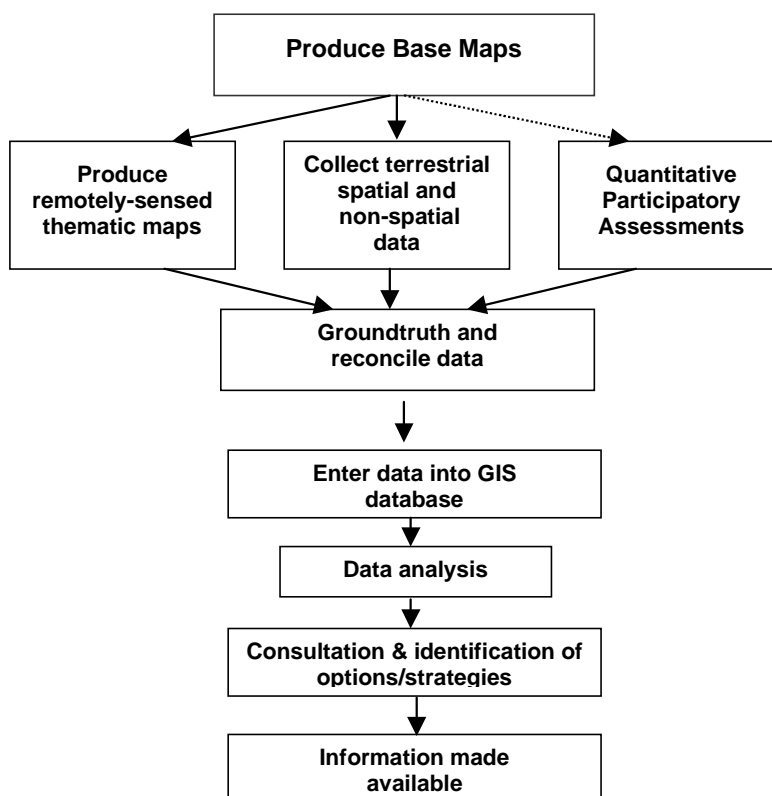 Produce Base Maps
Produce
remotely-sensed
thematic maps
Collect terrestrial
spatial and
non-spatial
data
Quantitative
Participatory
Assessments
Groundtruth and
reconcile data
Enter data into GIS
database
Data analysis
Consultation & identification of
options/strategies
Information made
available